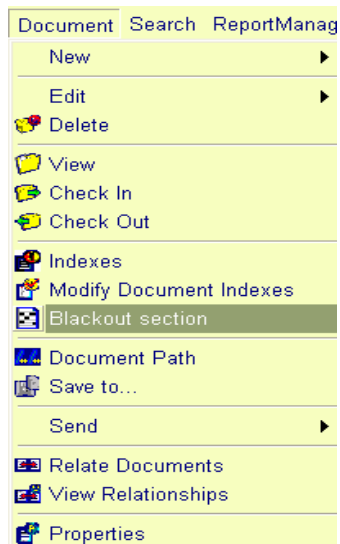 Document Search ReportManag
New
Edit
Delete
View
Check In
Check Out
Indexes
Modify Document Indexes
Blackout section
Document Path
Save to...
Send
Relate Documents
View Relationships
Properties